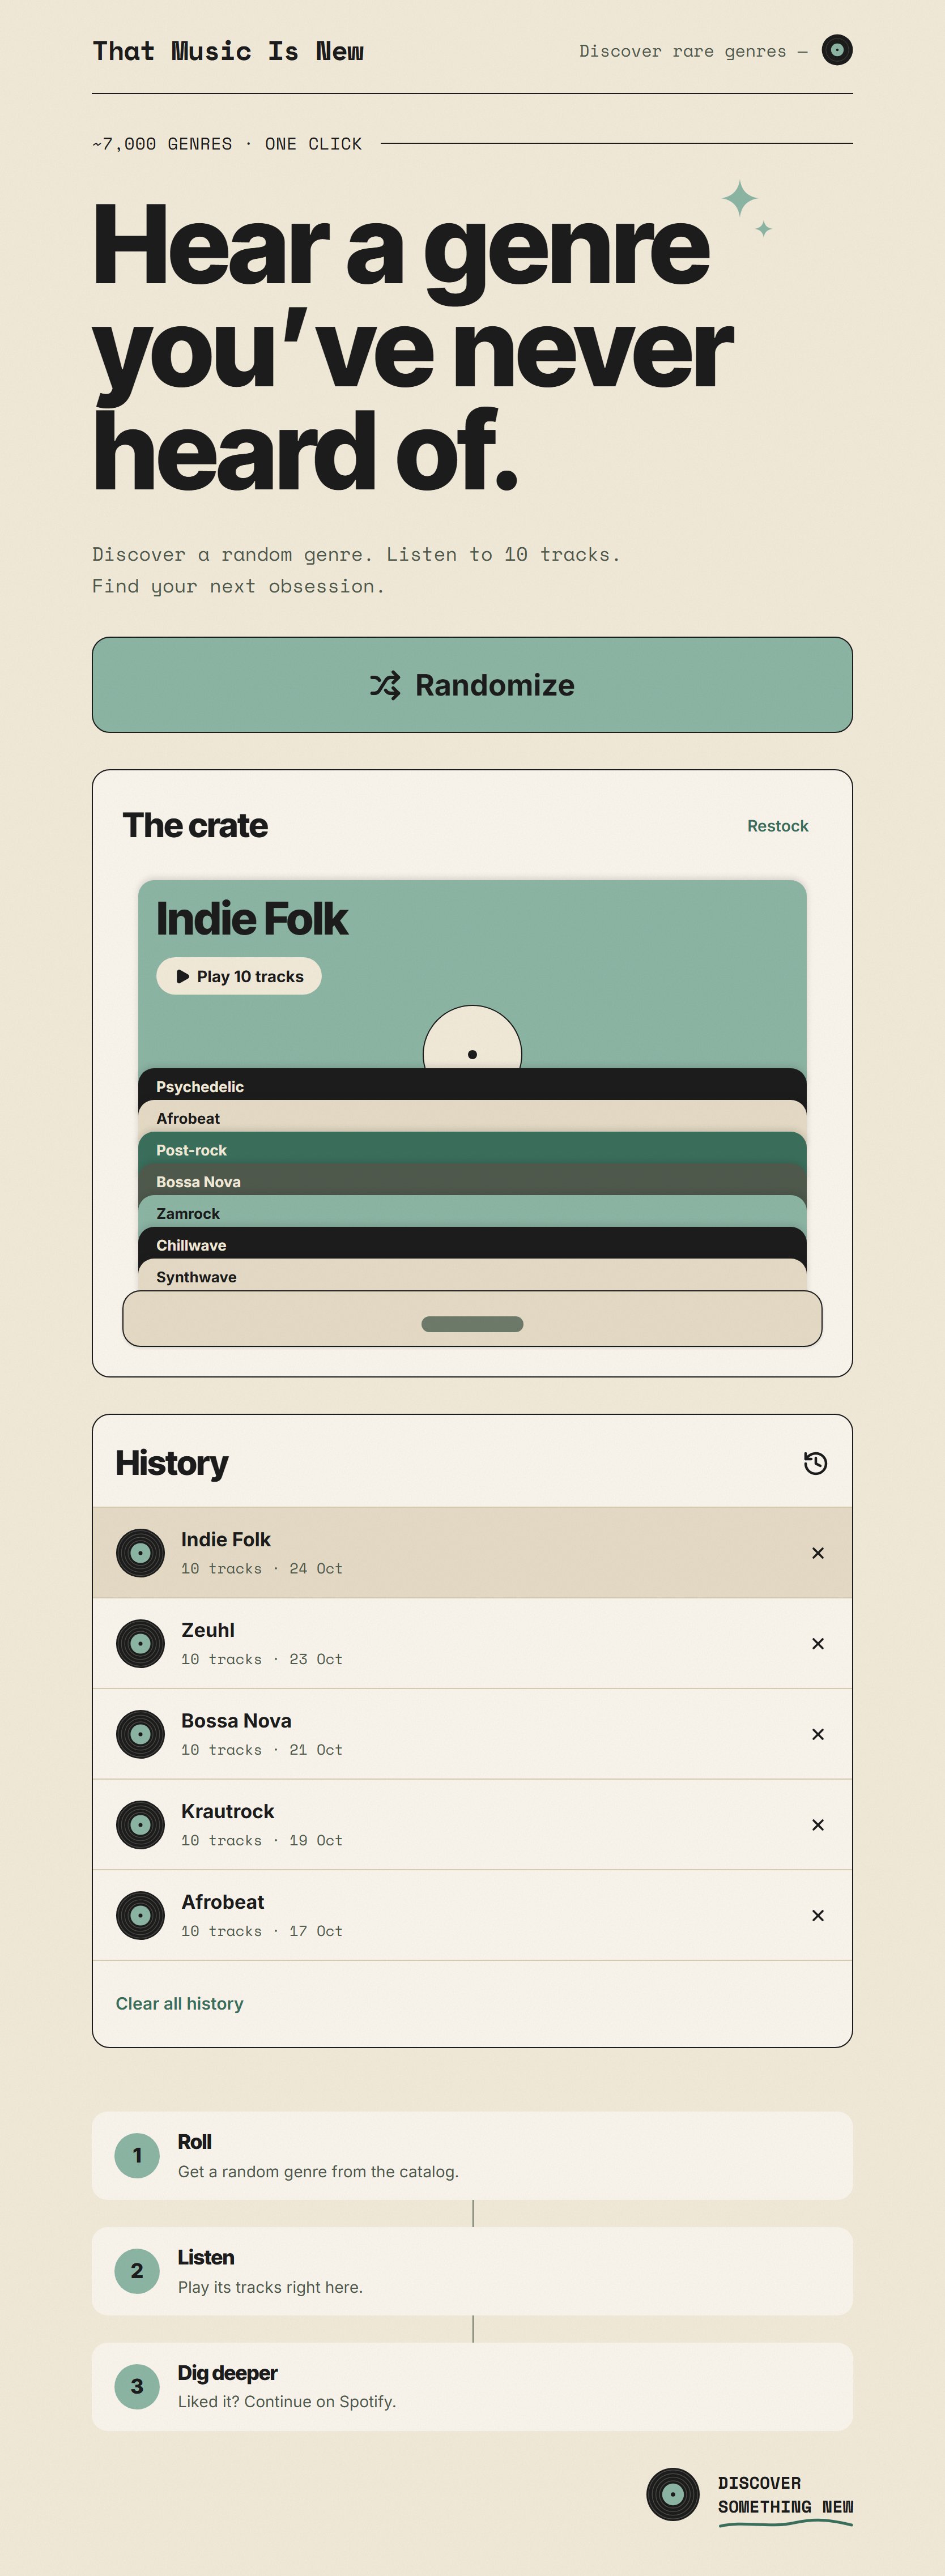 That Music Is New
Discover rare genres —
~7,000 GENRES · ONE CLICK
Hear a genre
you’ve never
heard of.
Discover a random genre. Listen to 10 tracks.
Find your next obsession.
Randomize
The crate
Restock
Indie Folk
Play 10 tracks
Psychedelic
Afrobeat
Post-rock
Bossa Nova
Zamrock
Chillwave
Synthwave
History
Indie Folk
10 tracks · 24 Oct
Zeuhl
10 tracks · 23 Oct
Bossa Nova
10 tracks · 21 Oct
Krautrock
10 tracks · 19 Oct
Afrobeat
10 tracks · 17 Oct
Clear all history
1
Roll
Get a random genre from the catalog.
2
Listen
Play its tracks right here.
3
Dig deeper
Liked it? Continue on Spotify.
DISCOVER
SOMETHING NEW